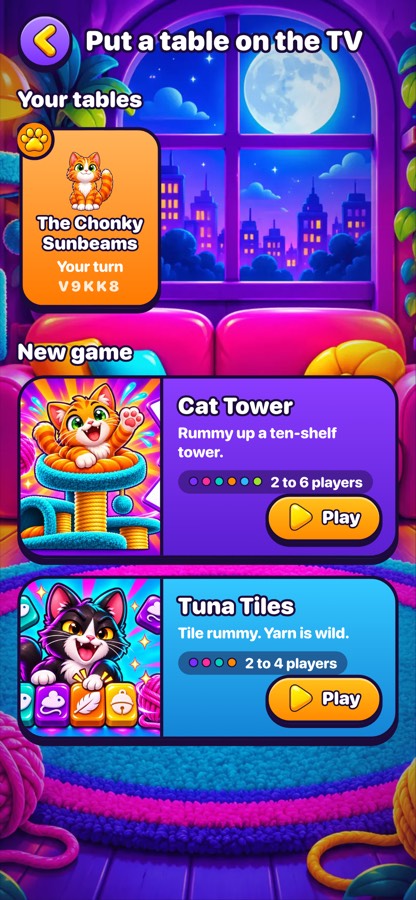 Put a table on the TV
Your tables
The Chonky
Sunbeams
Your turn
V9KK8
New game
Cat Tower
Rummy up a ten-shelf
tower.
2 to 6 players
Play
Tuna Tiles
Tile rummy. Yarn is wild.
2 to 4 players
Play